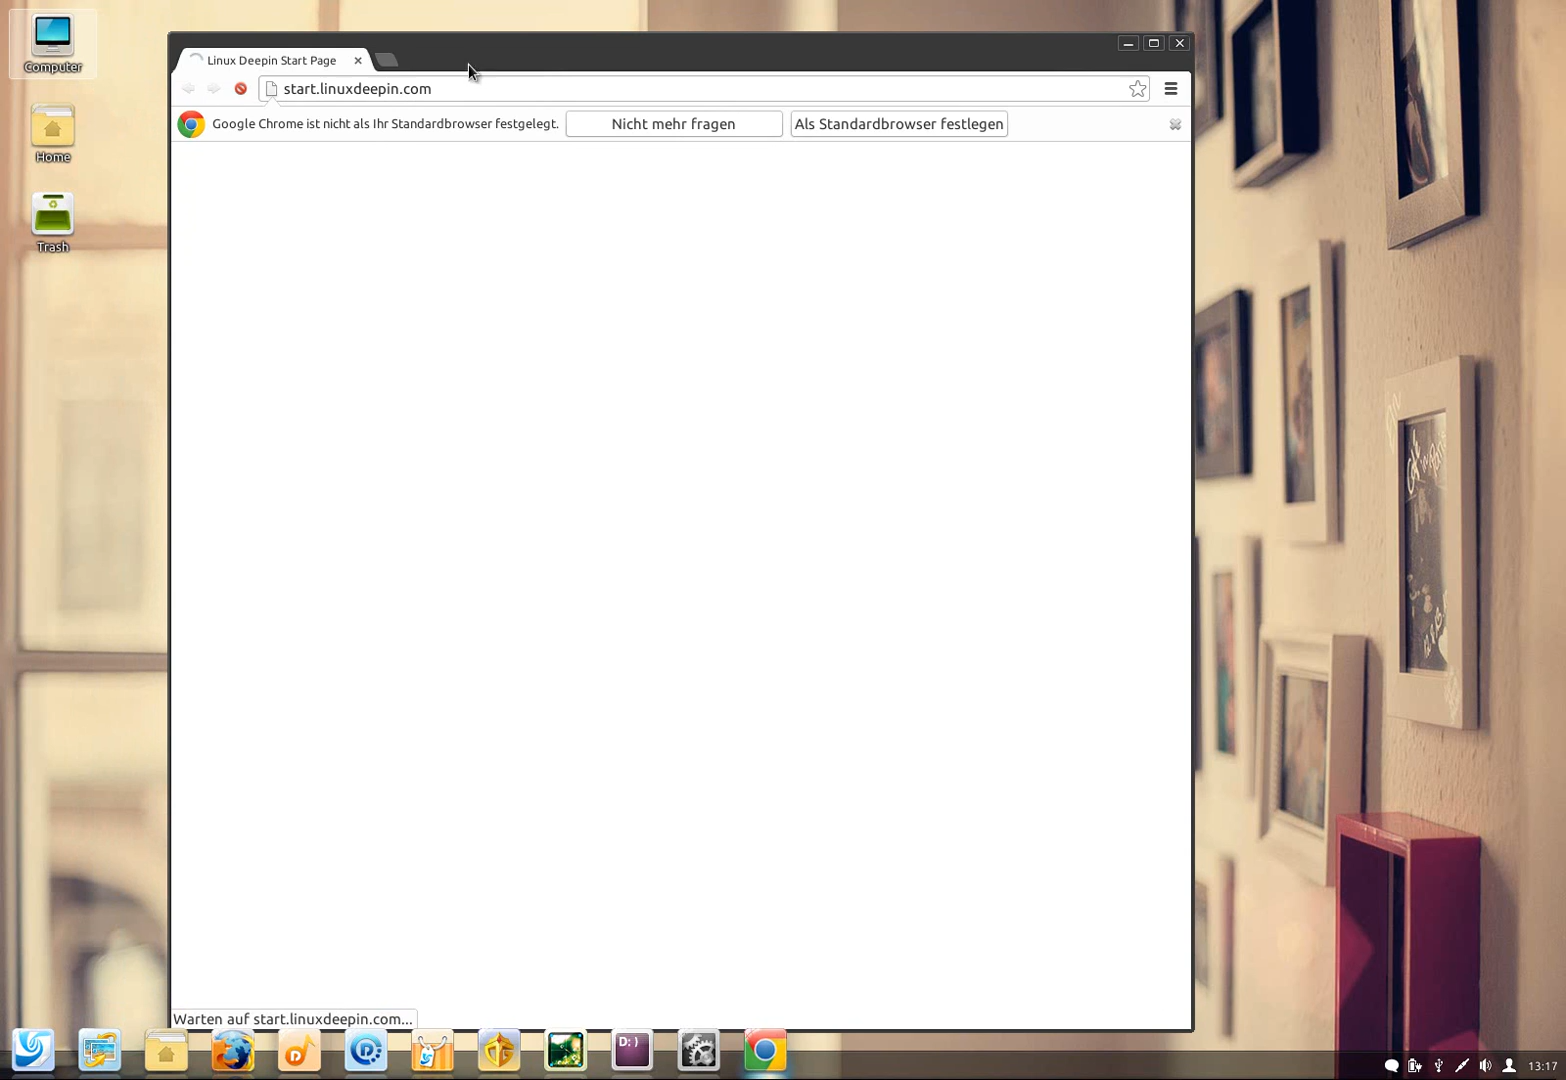 Computer
Home
Trash
Linux Deepin Start Page
start.linuxdeepin.com
Google Chrome ist nicht als Ihr Standardbrowser festgelegt.
Nicht mehr fragen
Als Standardbrowser festlegen
Warten auf start.linuxdeepin.com...
D:)
13:17